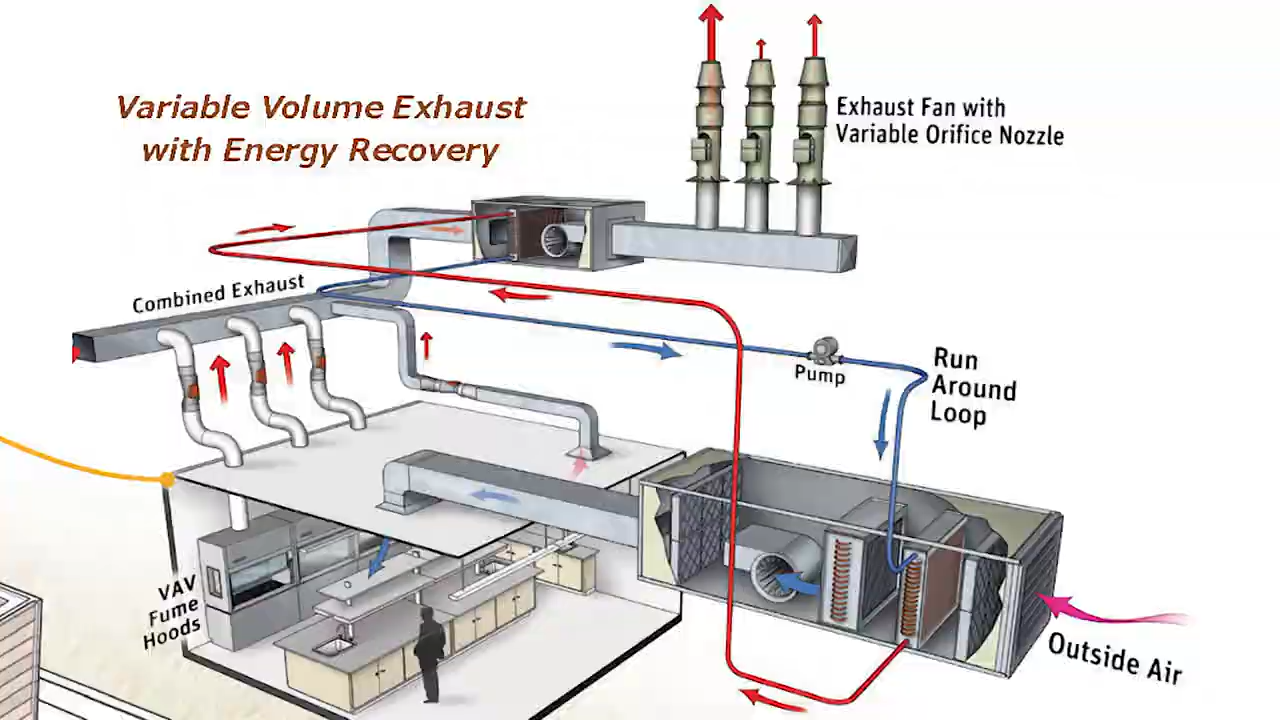 Variable Volume Exhaust
with Energy Recovery
Exhaust Fan with
Variable Orifice Nozzle
Combined Exhaust
Pump
Run
Around
Loop
VAV
Fume
Hoods
Outside Air